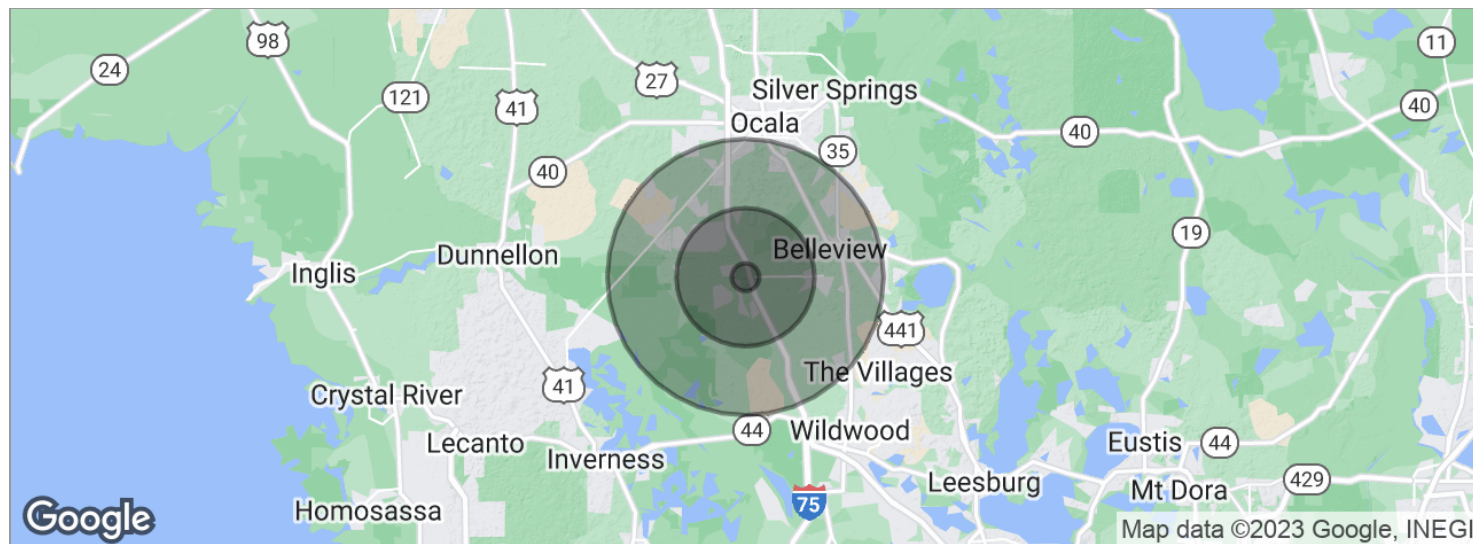 98
11
24
27
Silver Springs
121
41
40
Ocala
40
35
40
19
Belleview
Dunnellon
Inglis
441
The Villages
41
Crystal River
44
Wildwood
Lecanto
Eustis
44
Inverness
Leesburg
429
Mt Dora
75
Homosassa
Google
Map data ©2023 Google, INEGI